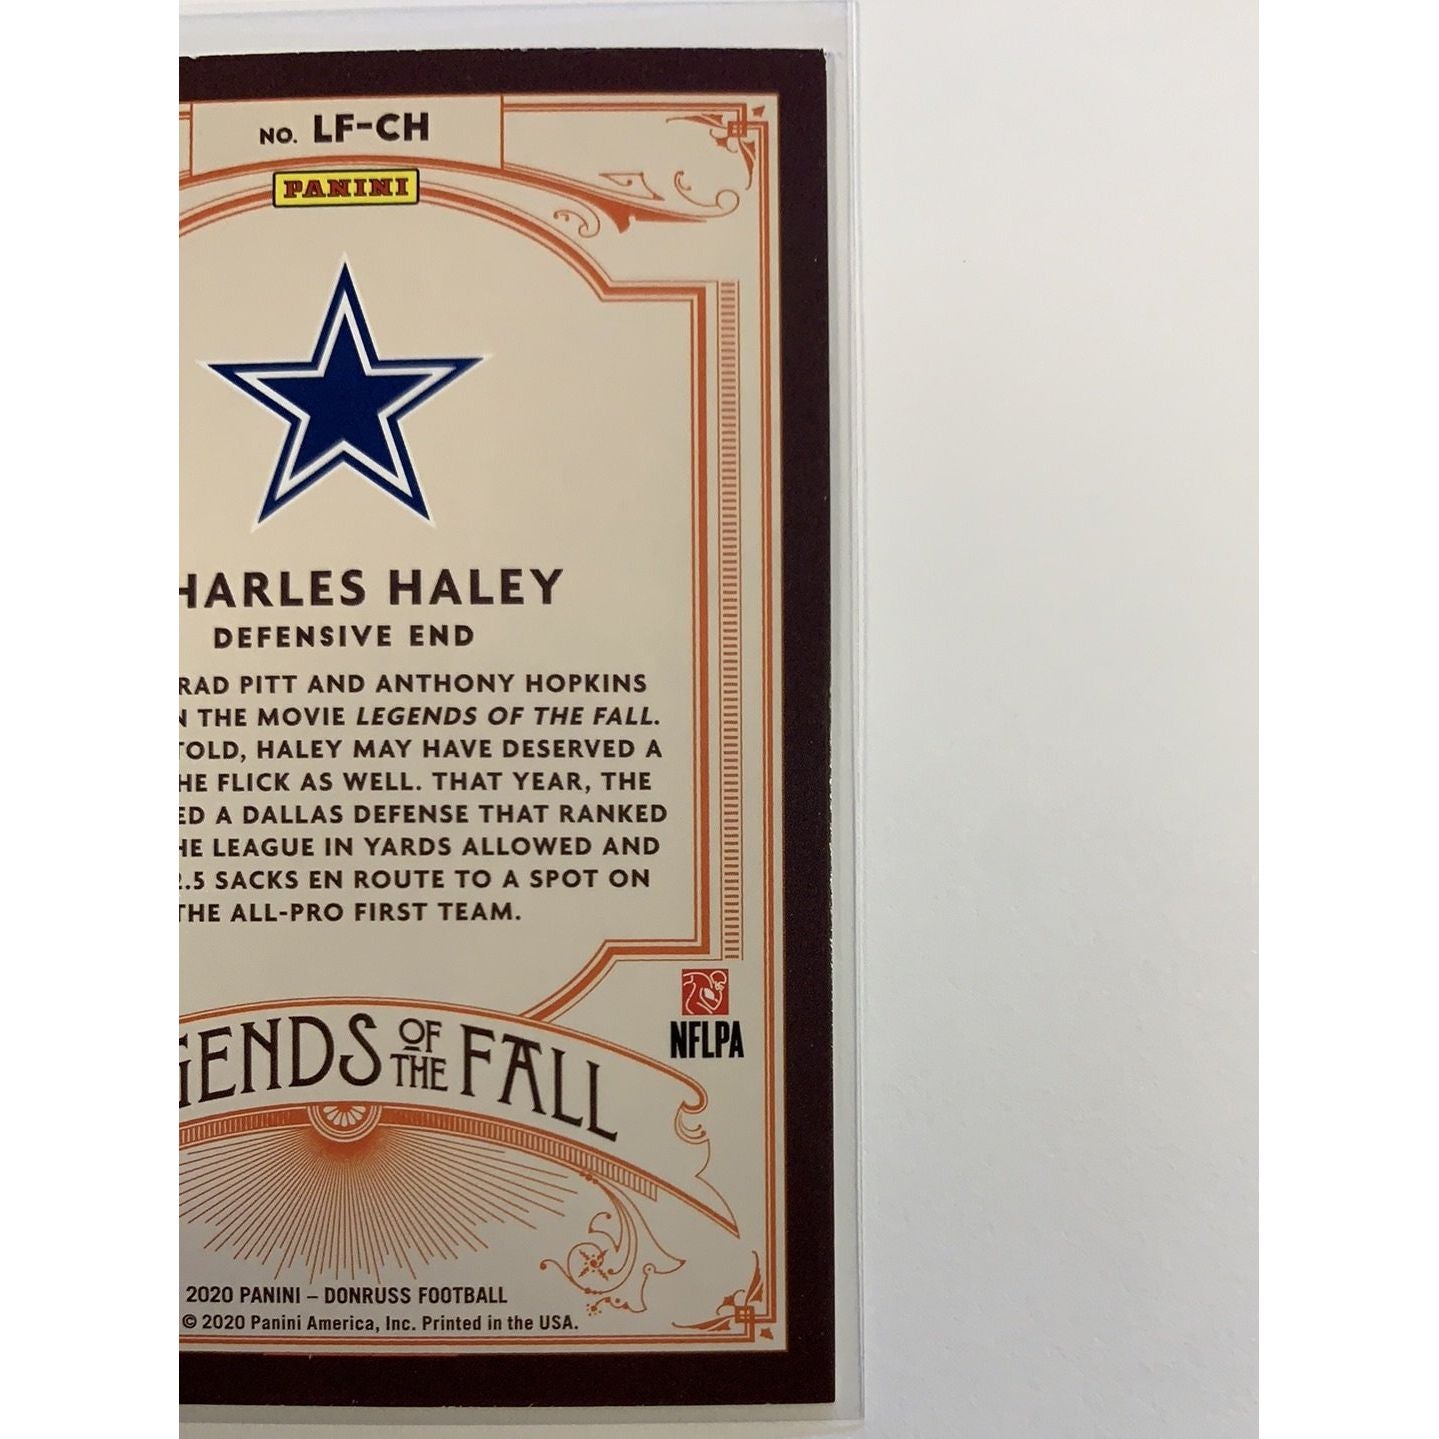 NO. LF-CH
PANINI
HARLES HALEY
DEFENSIVE END
RAD PITT AND ANTHONY HOPKINS
N THE MOVIE LEGENDS OF THE FALL.
TOLD, HALEY MAY HAVE DESERVED A
HE FLICK AS WELL. THAT YEAR, THE
ED A DALLAS DEFENSE THAT RANKED
HE LEAGUE IN YARDS ALLOWED AND
2.5 SACKS EN ROUTE TO A SPOT ON
THE ALL-PRO FIRST TEAM.
NFLPA
GENDS OF THE FALL
2020 PANINI – DONRUSS FOOTBALL
© 2020 Panini America, Inc. Printed in the USA.